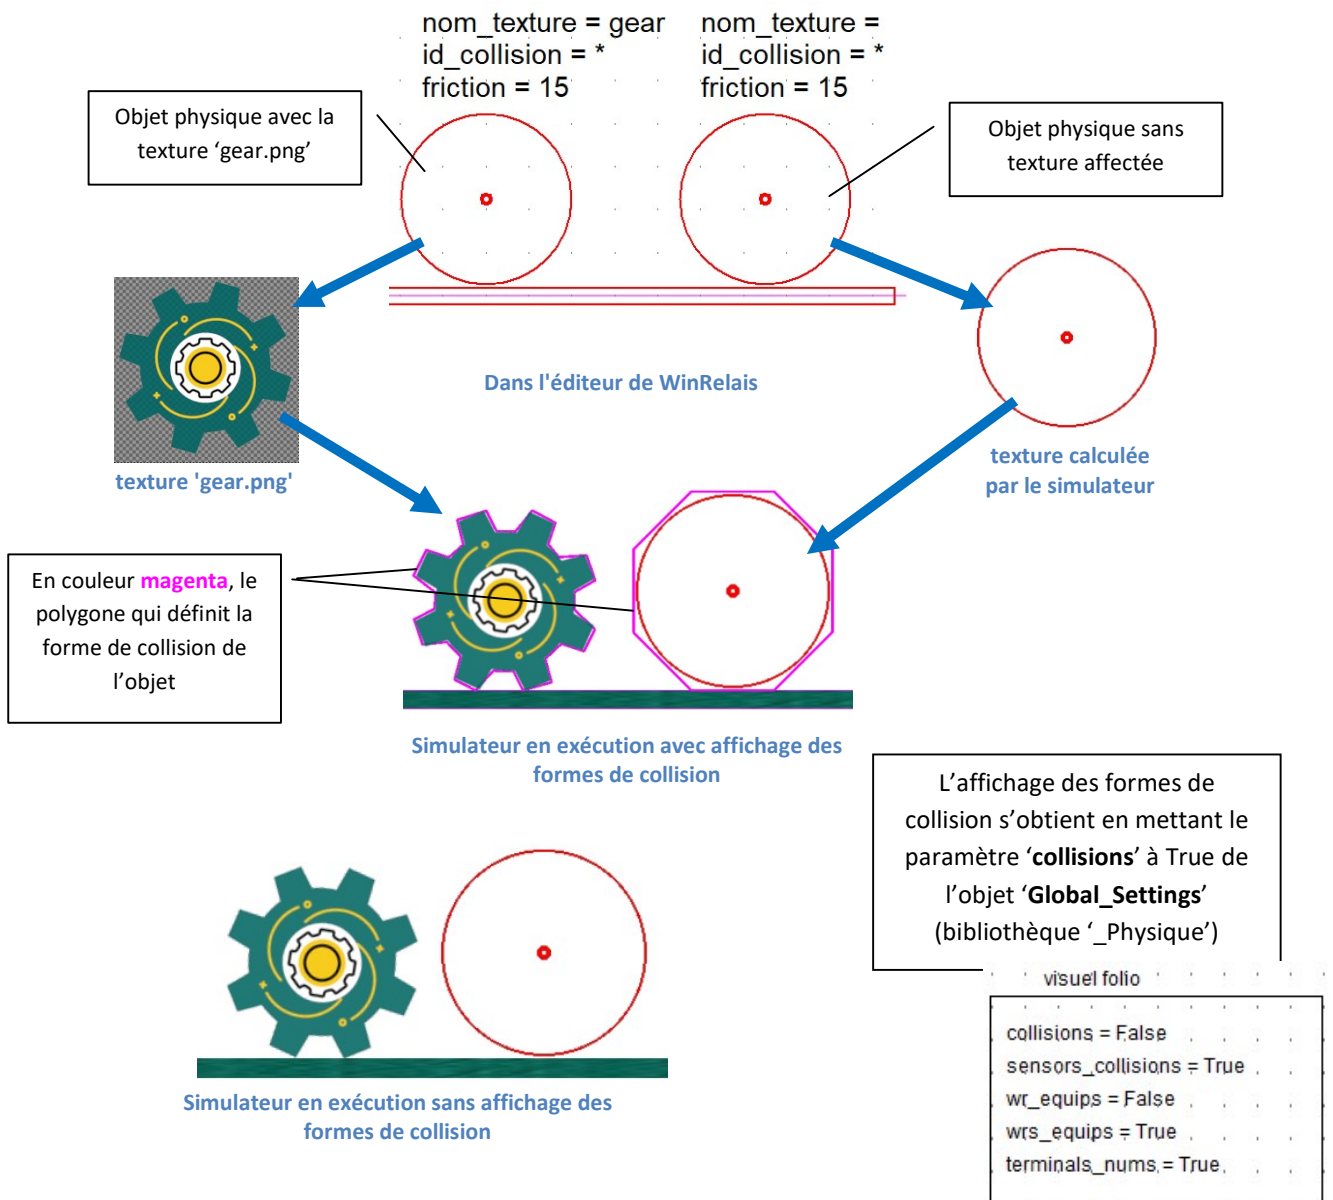 nom_texture = gear
id_collision = *
friction = 15
nom_texture =
id_collision = *
friction = 15
Objet physique avec la
texture ‘gear.png’
Objet physique sans
texture affectée
Dans l'éditeur de WinRelais
texture 'gear.png'
texture calculée
par le simulateur
En couleur magenta, le
polygone qui définit la
forme de collision de
l’objet
Simulateur en exécution avec affichage des
formes de collision
L’affichage des formes de
collision s’obtient en mettant le
paramètre ‘collisions’ à True de
l’objet ‘Global_Settings’
(bibliothèque ‘_Physique’)
visuel folio
collisions = False
sensors_collisions = True
wr_equips = False
wrs_equips = True
terminals_nums = True
Simulateur en exécution sans affichage des
formes de collision